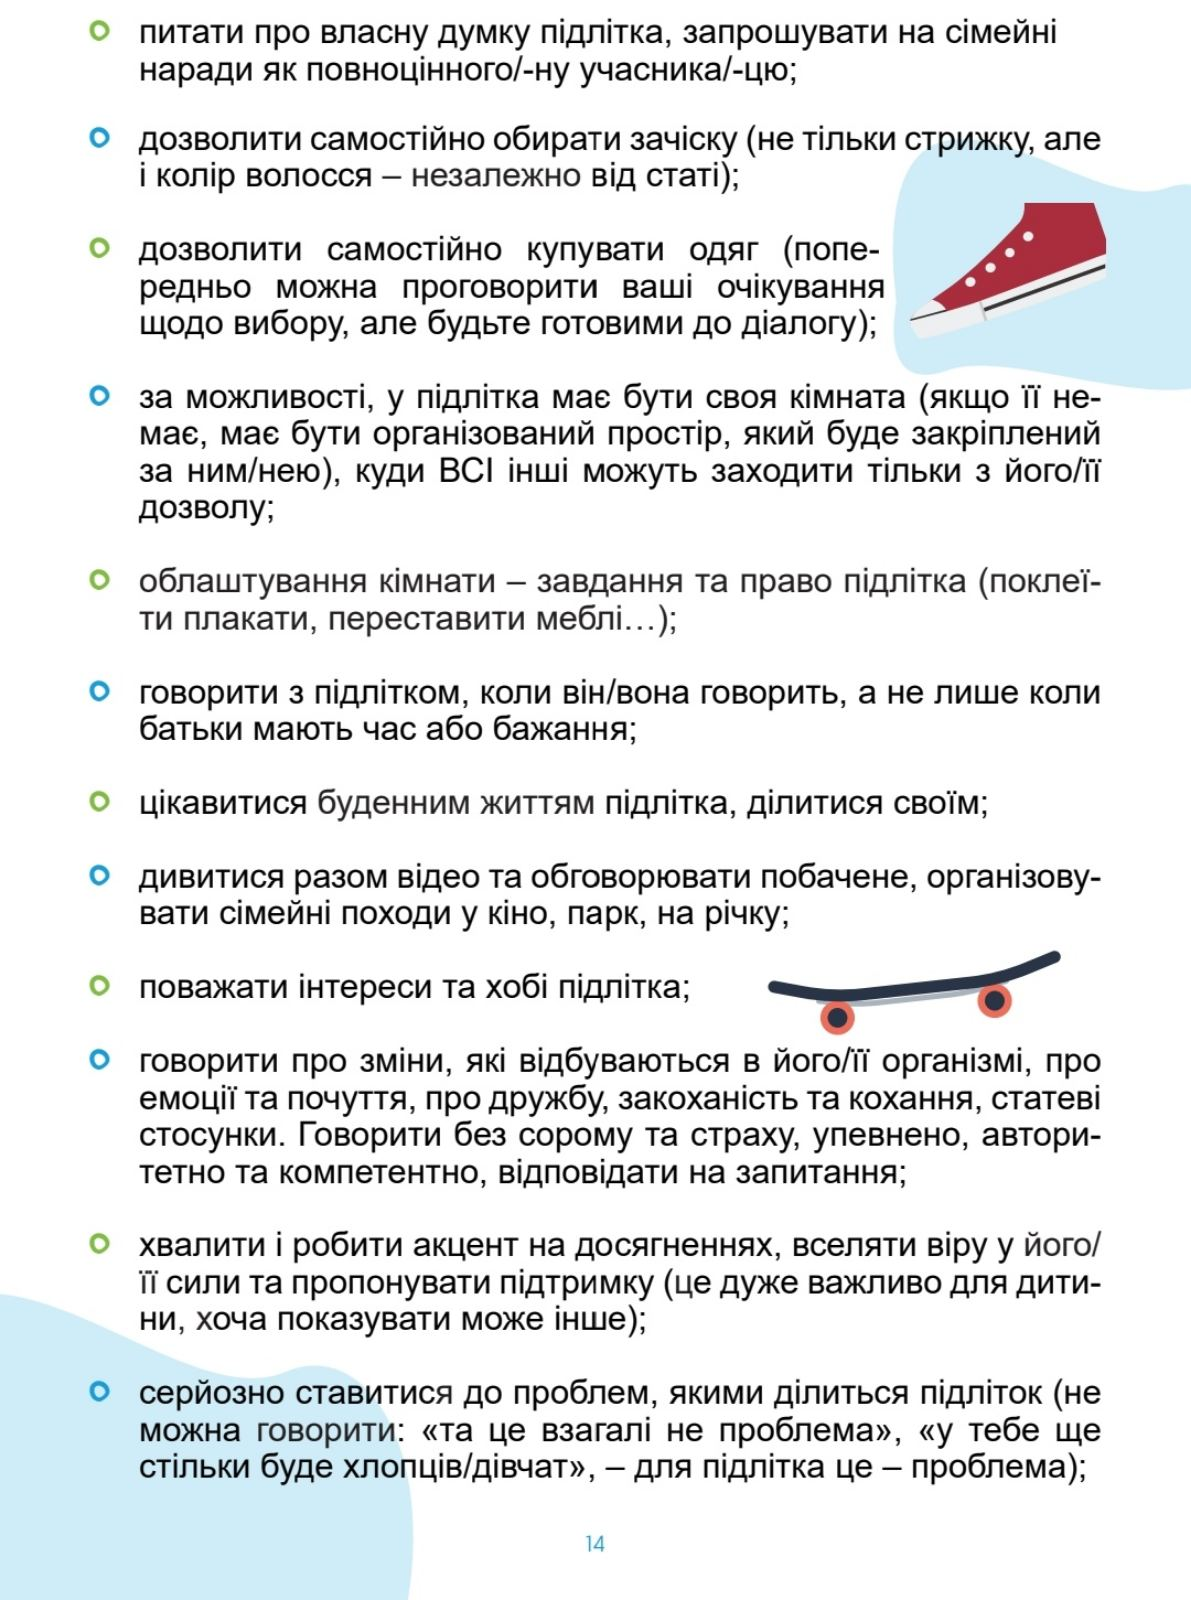 питати про власну думку підлітка, запрошувати на сімейні
наради як повноцінного/-ну учасника/-цю;
дозволити самостійно обирати зачіску (не тільки стрижку, але
і колір волосся – незалежно від статі);
дозволити самостійно купувати одяг (попе-
редньо можна проговорити ваші очікування
щодо вибору, але будьте готовими до діалогу);
за можливості, у підлітка має бути своя кімната (якщо її не-
має, має бути організований простір, який буде закріплений
за ним/нею), куди ВСІ інші можуть заходити тільки з його/її
дозволу;
облаштування кімнати – завдання та право підлітка (поклеї-
ти плакати, переставити меблі…);
говорити з підлітком, коли він/вона говорить, а не лише коли
батьки мають час або бажання;
цікавитися буденним життям підлітка, ділитися своїм;
дивитися разом відео та обговорювати побачене, організову-
вати сімейні походи у кіно, парк, на річку;
поважати інтереси та хобі підлітка;
говорити про зміни, які відбуваються в його/її організмі, про
емоції та почуття, про дружбу, закоханість та кохання, статеві
стосунки. Говорити без сорому та страху, упевнено, автори-
тетно та компетентно, відповідати на запитання;
хвалити і робити акцент на досягненнях, вселяти віру у його/
її сили та пропонувати підтримку (це дуже важливо для дити-
ни, хоча показувати може інше);
серйозно ставитися до проблем, якими ділиться підліток (не
можна говорити: «та це взагалі не проблема», «у тебе ще
стільки буде хлопців/дівчат», – для підлітка це – проблема);
14